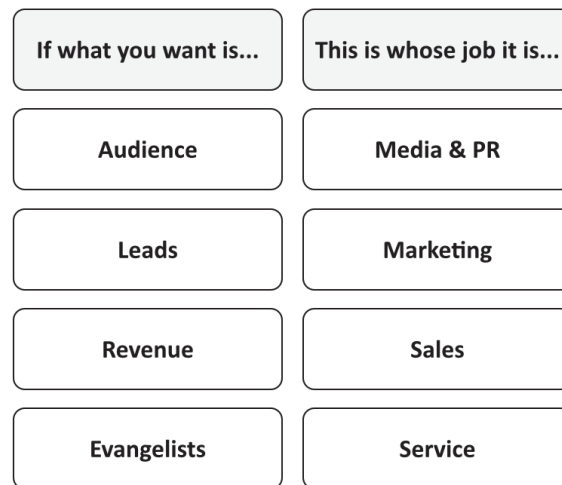 If what you want is...
This is whose job it is...
Audience
Media & PR
Leads
Marketing
Revenue
Sales
Evangelists
Service